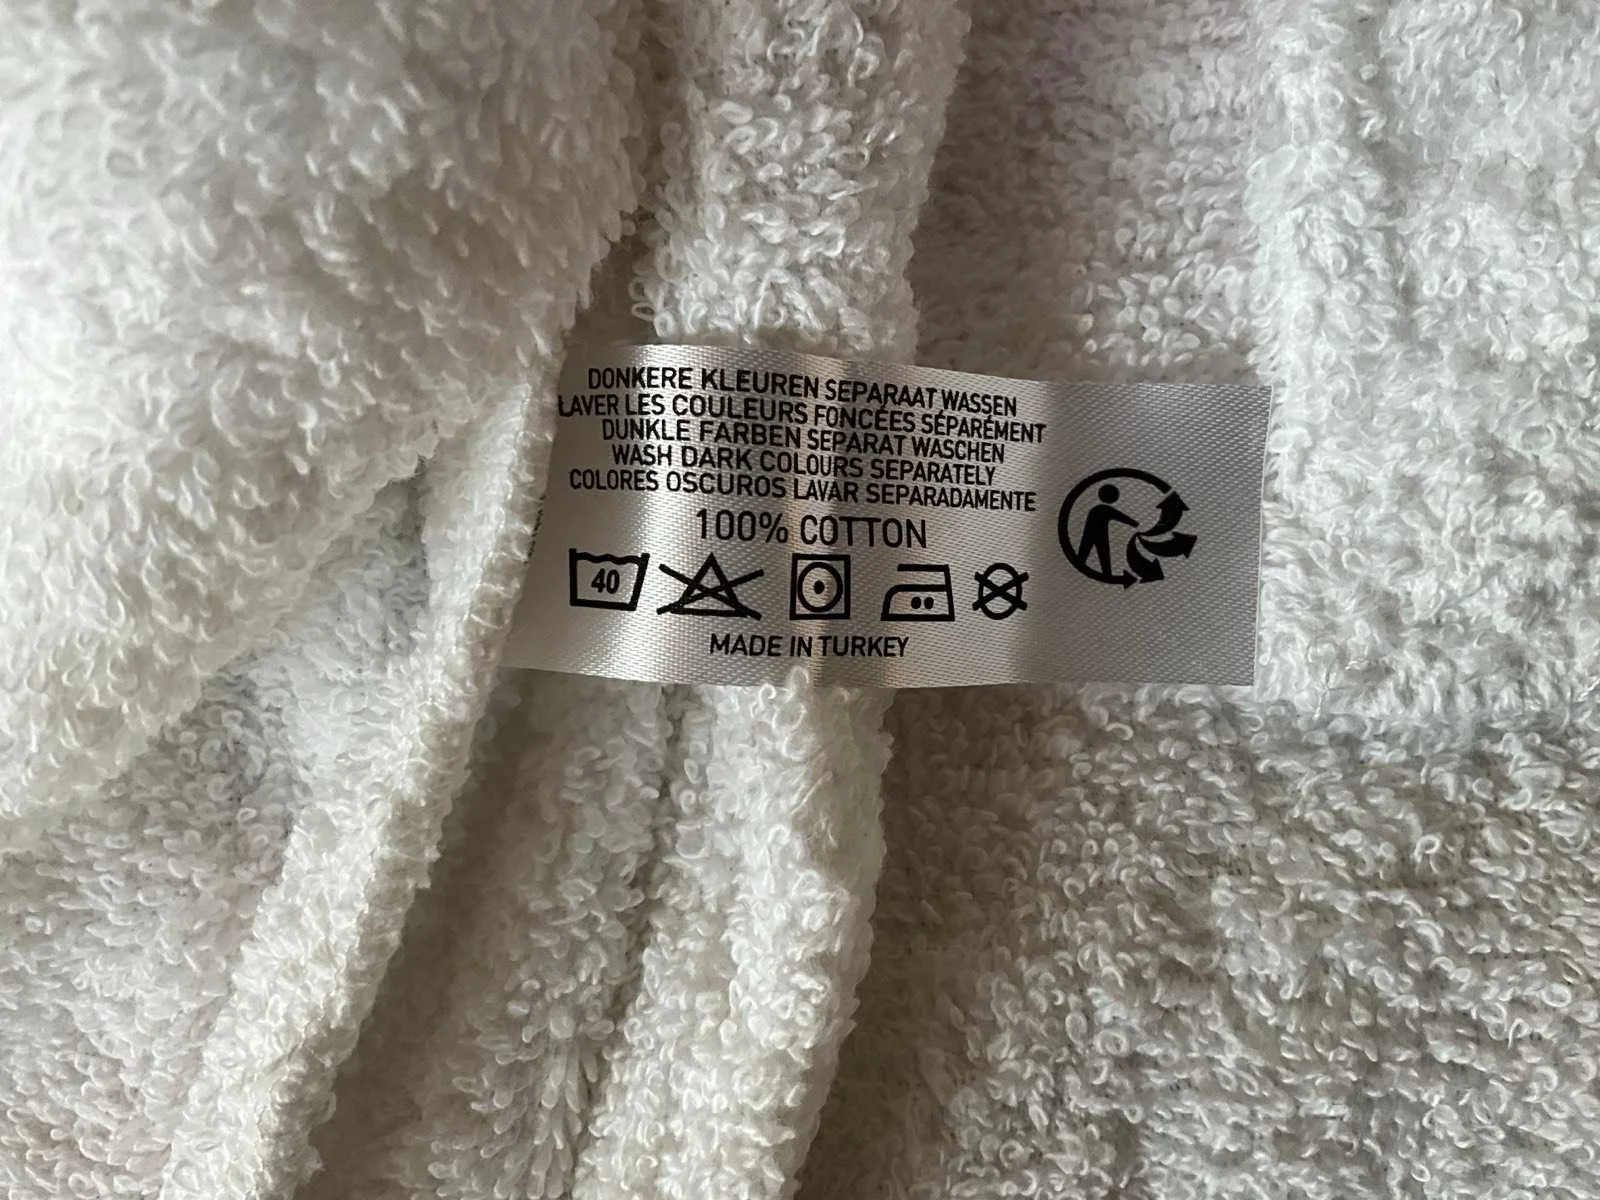 DONKERE KLEUREN SEPARAAT WASSEN
LAVER LES COULEURS FONCÉES SÉPARÉMENT
DUNKLE FARBEN SEPARAT WASCHEN
WASH DARK COLOURS SEPARATELY
COLORES OSCUROS LAVAR SEPARADAMENTE
100% COTTON
40
MADE IN TURKEY